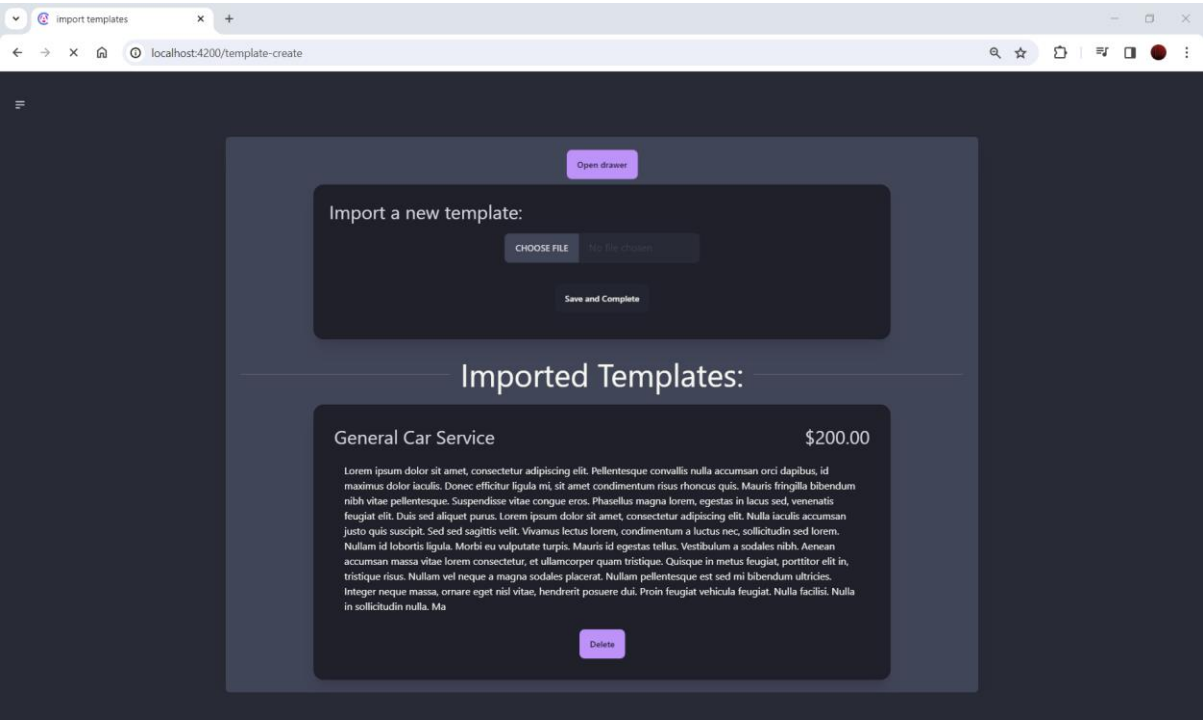 import templates
localhost:4200/template-create
Open drawer
Import a new template:
CHOOSE FILE No file chosen
Save and Complete
Imported Templates:
General Car Service $200.00
Lorem ipsum dolor sit amet, consectetur adipiscing elit. Pellentesque convallis nulla accumsan orci dapibus, id
maximus dolor iaculis. Donec efficitur ligula mi, sit amet condimentum risus rhoncus quis. Mauris fringilla bibendum
nibh vitae pellentesque. Suspendisse vitae congue eros. Phasellus magna lorem, egestas in lacus sed, venenatis
feugiat elit. Duis sed aliquet purus. Lorem ipsum dolor sit amet, consectetur adipiscing elit. Nulla iaculis accumsan
justo quis suscipit. Sed sed sagittis velit. Vivamus lectus lorem, condimentum a luctus nec, sollicitudin sed lorem.
Nullam id lobortis ligula. Morbi eu vulputate turpis. Mauris id egestas tellus. Vestibulum a sodales nibh. Aenean
accumsan massa vitae lorem consectetur, et ullamcorper quam tristique. Quisque in metus feugiat, porttitor elit in,
tristique risus. Nullam vel neque a magna sodales placerat. Nullam pellentesque est sed mi bibendum ultricies.
Integer neque massa, ornare eget nisl vitae, hendrerit posuere dui. Proin feugiat vehicula feugiat. Nulla facilisi. Nulla
in sollicitudin nulla. Ma
Delete